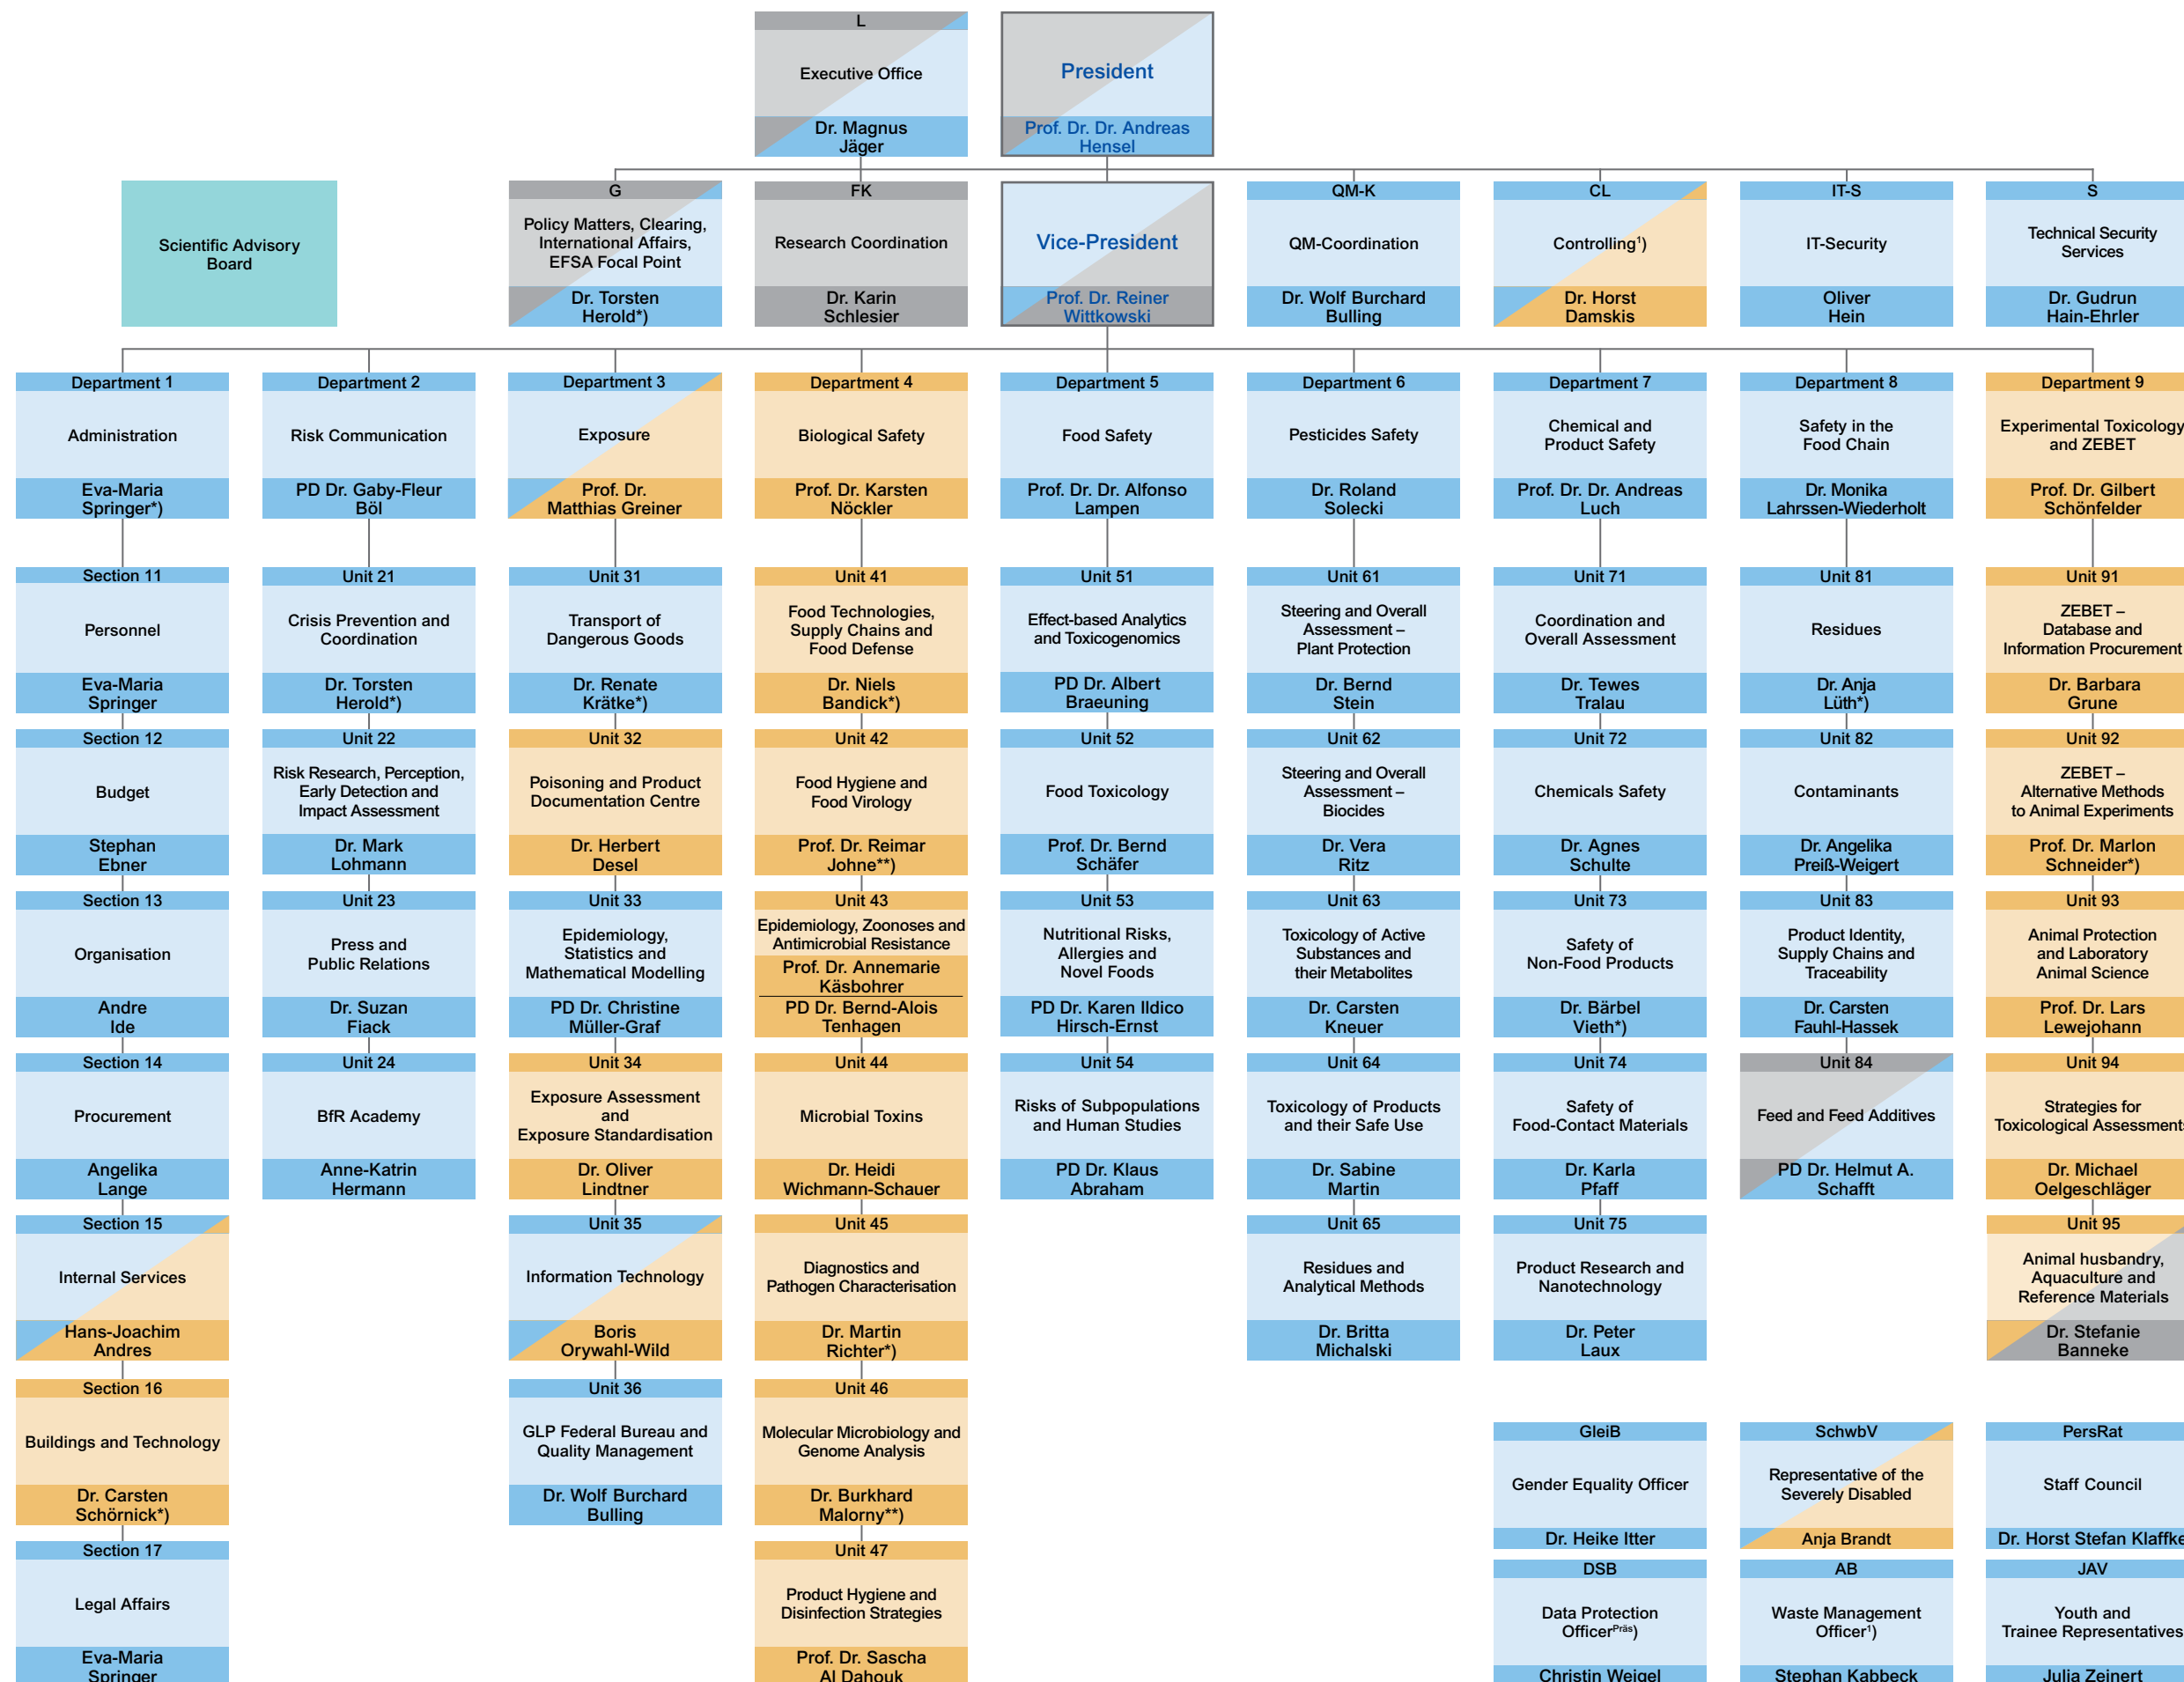 L
Executive Office
Dr. Magnus
Jäger
President
Prof. Dr. Dr. Andreas
Hensel
Scientific Advisory
Board
G
Policy Matters, Clearing,
International Affairs,
EFSA Focal Point
Dr. Torsten
Herold*)
FK
Research Coordination
Dr. Karin
Schlesier
Vice-President
Prof. Dr. Reiner
Wittkowski
QM-K
QM-Coordination
Dr. Wolf Burchard
Bulling
CL
Controlling¹)
Dr. Horst
Damskis
IT-S
IT-Security
Oliver
Hein
S
Technical Security
Services
Dr. Gudrun
Hain-Ehrler
Department 1
Administration
Eva-Maria
Springer*)
Section 11
Personnel
Eva-Maria
Springer
Section 12
Budget
Stephan
Ebner
Section 13
Organisation
Andre
Ide
Section 14
Procurement
Angelika
Lange
Section 15
Internal Services
Hans-Joachim
Andres
Section 16
Buildings and Technology
Dr. Carsten
Schörnick*)
Section 17
Legal Affairs
Eva-Maria
Springer
Department 2
Risk Communication
PD Dr. Gaby-Fleur
Böl
Unit 21
Crisis Prevention and
Coordination
Dr. Torsten
Herold*)
Unit 22
Risk Research, Perception,
Early Detection and
Impact Assessment
Dr. Mark
Lohmann
Unit 23
Press and
Public Relations
Dr. Suzan
Fiack
Unit 24
BfR Academy
Anne-Katrin
Hermann
Department 3
Exposure
Prof. Dr.
Matthias Greiner
Unit 31
Transport of
Dangerous Goods
Dr. Renate
Krätke*)
Unit 32
Poisoning and Product
Documentation Centre
Dr. Herbert
Desel
Unit 33
Epidemiology,
Statistics and
Mathematical Modelling
PD Dr. Christine
Müller-Graf
Unit 34
Exposure Assessment
and
Exposure Standardisation
Dr. Oliver
Lindtner
Unit 35
Information Technology
Boris
Orywahl-Wild
Unit 36
GLP Federal Bureau and
Quality Management
Dr. Wolf Burchard
Bulling
Department 4
Biological Safety
Prof. Dr. Karsten
Nöckler
Unit 41
Food Technologies,
Supply Chains and
Food Defense
Dr. Niels
Bandick*)
Unit 42
Food Hygiene and
Food Virology
Prof. Dr. Reimar
Johne**)
Unit 43
Epidemiology, Zoonoses and
Antimicrobial Resistance
Prof. Dr. Annemarie
Käsbohrer
PD Dr. Bernd-Alois
Tenhagen
Unit 44
Microbial Toxins
Dr. Heidi
Wichmann-Schauer
Unit 45
Diagnostics and
Pathogen Characterisation
Dr. Martin
Richter*)
Unit 46
Molecular Microbiology and
Genome Analysis
Dr. Burkhard
Malorny**)
Unit 47
Product Hygiene and
Disinfection Strategies
Prof. Dr. Sascha
Al Dahouk
Department 5
Food Safety
Prof. Dr. Dr. Alfonso
Lampen
Unit 51
Effect-based Analytics
and Toxicogenomics
PD Dr. Albert
Braeuning
Unit 52
Food Toxicology
Prof. Dr. Bernd
Schäfer
Unit 53
Nutritional Risks,
Allergies and
Novel Foods
PD Dr. Karen Ildico
Hirsch-Ernst
Unit 54
Risks of Subpopulations
and Human Studies
PD Dr. Klaus
Abraham
Department 6
Pesticides Safety
Dr. Roland
Solecki
Unit 61
Steering and Overall
Assessment –
Plant Protection
Dr. Bernd
Stein
Unit 62
Steering and Overall
Assessment –
Biocides
Dr. Vera
Ritz
Unit 63
Toxicology of Active
Substances and
their Metabolites
Dr. Carsten
Kneuer
Unit 64
Toxicology of Products
and their Safe Use
Dr. Sabine
Martin
Unit 65
Residues and
Analytical Methods
Dr. Britta
Michalski
Department 7
Chemical and
Product Safety
Prof. Dr. Dr. Andreas
Luch
Unit 71
Coordination and
Overall Assessment
Dr. Tewes
Tralau
Unit 72
Chemicals Safety
Dr. Agnes
Schulte
Unit 73
Safety of
Non-Food Products
Dr. Bärbel
Vieth*)
Unit 74
Safety of
Food-Contact Materials
Dr. Karla
Pfaff
Unit 75
Product Research and
Nanotechnology
Dr. Peter
Laux
Department 8
Safety in the
Food Chain
Dr. Monika
Lahrssen-Wiederholt
Unit 81
Residues
Dr. Anja
Lüth*)
Unit 82
Contaminants
Dr. Angelika
Preiß-Weigert
Unit 83
Product Identity,
Supply Chains and
Traceability
Dr. Carsten
Fauhl-Hassek
Unit 84
Feed and Feed Additives
PD Dr. Helmut A.
Schafft
Department 9
Experimental Toxicology
and ZEBET
Prof. Dr. Gilbert
Schönfelder
Unit 91
ZEBET –
Database and
Information Procurement
Dr. Barbara
Grune
Unit 92
ZEBET –
Alternative Methods
to Animal Experiments
Prof. Dr. Marlon
Schneider*)
Unit 93
Animal Protection
and Laboratory
Animal Science
Prof. Dr. Lars
Lewejohann
Unit 94
Strategies for
Toxicological Assessments
Dr. Michael
Oelgeschläger
Unit 95
Animal husbandry,
Aquaculture and
Reference Materials
Dr. Stefanie
Banneke
GleiB
Gender Equality Officer
Dr. Heike Itter
SchwbV
Representative of the
Severely Disabled
Anja Brandt
PersRat
Staff Council
Dr. Horst Stefan Klaffke
DSB
Data Protection
Officer^Präs)
Christin Weigel
AB
Waste Management
Officer¹)
Stephan Kabbeck
JAV
Youth and
Trainee Representatives
Julia Zeinert